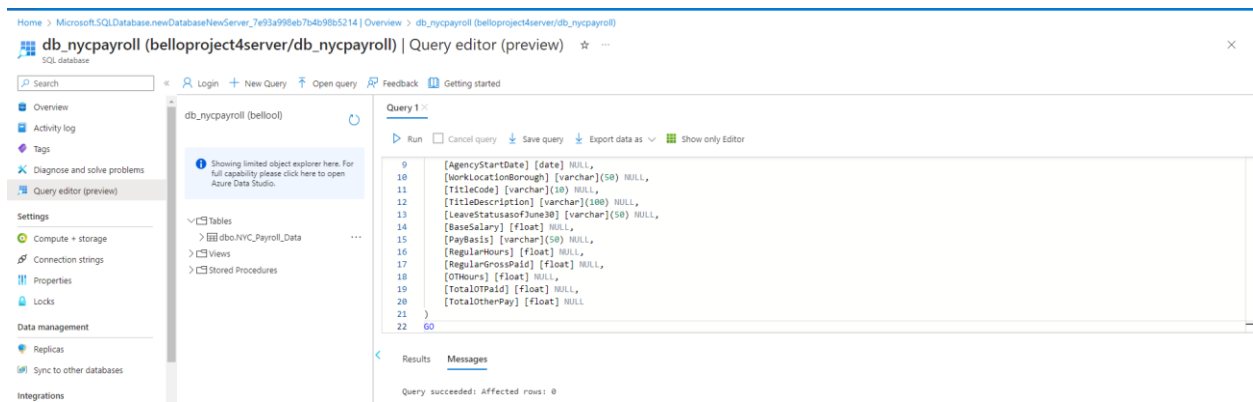 Home > Microsoft.SQLDatabase.newDatabaseNewServer_7e93a998eb7b4b98b5214 | Overview > db_nycpayroll (belloproject4server/db_nycpayroll)
db_nycpayroll (belloproject4server/db_nycpayroll) | Query editor (preview)
SQL database
Search
Login
New Query
Open query
Feedback
Getting started
Overview
Activity log
Tags
Diagnose and solve problems
Query editor (preview)
Settings
Compute + storage
Connection strings
Properties
Locks
Data management
Replicas
Sync to other databases
Integrations
db_nycpayroll (bellool)
Showing limited object explorer here. For
full capability please click here to open
Azure Data Studio.
Tables
dbo.NYC_Payroll_Data
Views
Stored Procedures
Query 1
Run
Cancel query
Save query
Export data as
Show only Editor
9 [AgencyStartDate] [date] NULL,
10 [WorkLocationBorough] [varchar](50) NULL,
11 [TitleCode] [varchar](10) NULL,
12 [TitleDescription] [varchar](100) NULL,
13 [LeaveStatusasofJune30] [varchar](50) NULL,
14 [BaseSalary] [float] NULL,
15 [PayBasis] [varchar](50) NULL,
16 [RegularHours] [float] NULL,
17 [RegularGrossPaid] [float] NULL,
18 [OTHours] [float] NULL,
19 [TotalOTPaid] [float] NULL,
20 [TotalOtherPay] [float] NULL
21 )
22 GO
Results
Messages
Query succeeded: Affected rows: 0